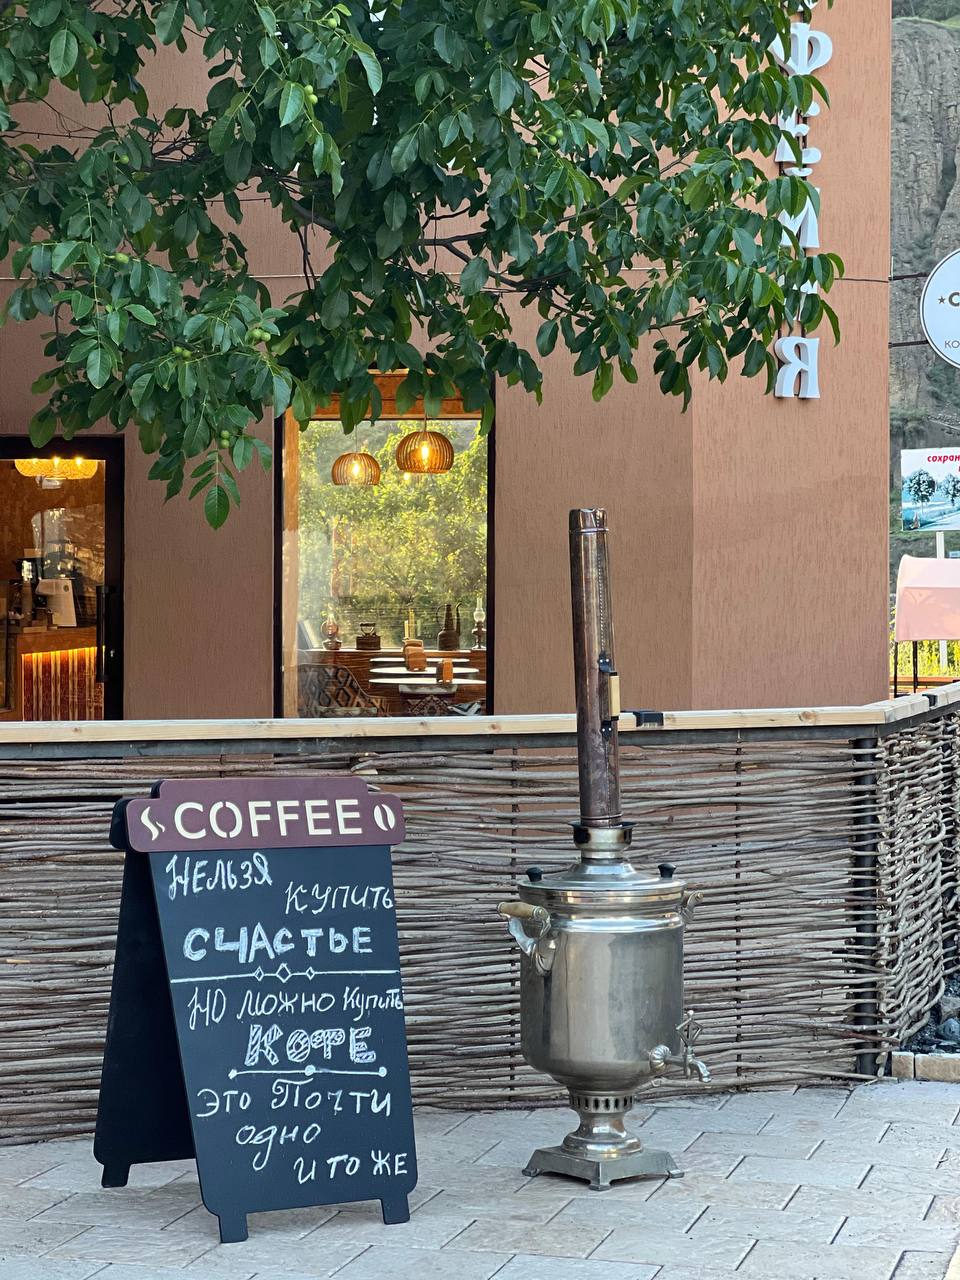 COFFEE
НЕЛЬЗЯ
КУПИТЬ
СЧАСТЬЕ
НО МОЖНО КУПИТЬ
КОФЕ
ЭТО ПОЧТИ
ОДНО
И ТО ЖЕ